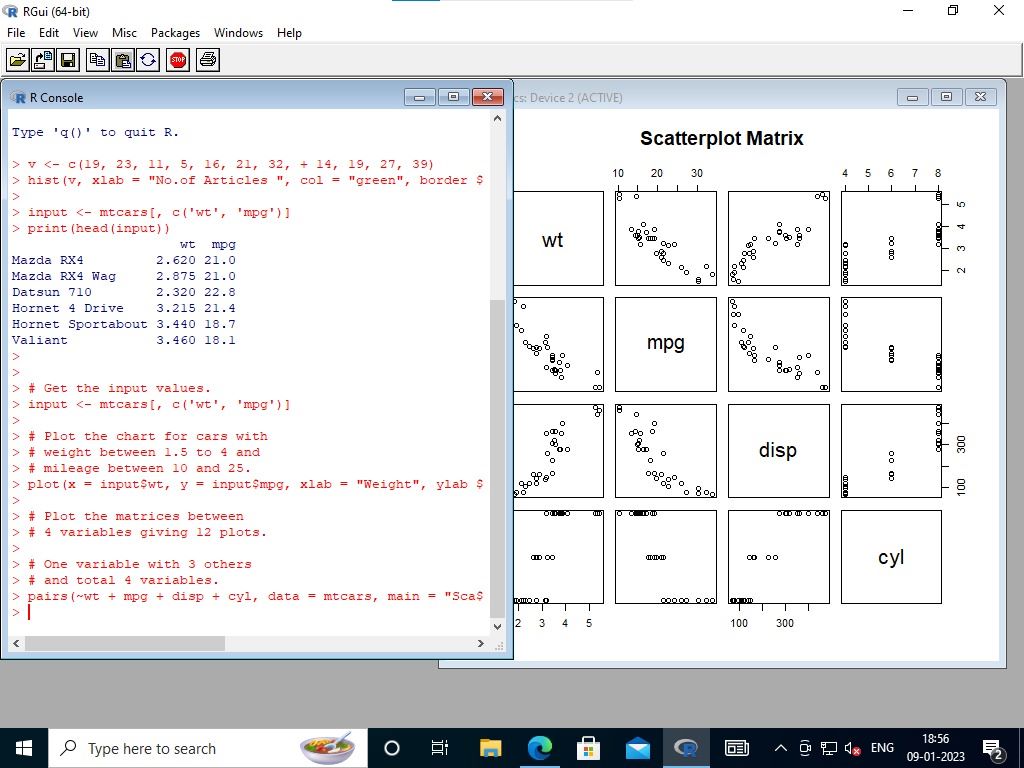 RGui (64-bit)
File Edit View Misc Packages Windows Help
STOP
R Console
cs: Device 2 (ACTIVE)
Type 'q()' to quit R.
> v <- c(19, 23, 11, 5, 16, 21, 32, + 14, 19, 27, 39)
> hist(v, xlab = "No.of Articles ", col = "green", border $
>
> input <- mtcars[, c('wt', 'mpg')]
> print(head(input))
wt mpg
Mazda RX4 2.620 21.0
Mazda RX4 Wag 2.875 21.0
Datsun 710 2.320 22.8
Hornet 4 Drive 3.215 21.4
Hornet Sportabout 3.440 18.7
Valiant 3.460 18.1
>
>
> # Get the input values.
> input <- mtcars[, c('wt', 'mpg')]
>
> # Plot the chart for cars with
> # weight between 1.5 to 4 and
> # mileage between 10 and 25.
> plot(x = input$wt, y = input$mpg, xlab = "Weight", ylab $
>
> # Plot the matrices between
> # 4 variables giving 12 plots.
>
> # One variable with 3 others
> # and total 4 variables.
> pairs(~wt + mpg + disp + cyl, data = mtcars, main = "Sca$
>
Scatterplot Matrix
10 20 30
4 5 6 7 8
wt
2 3 4 5
mpg
disp
100 300
cyl
2 3 4 5
100 300
Type here to search
ENG
18:56
09-01-2023
2